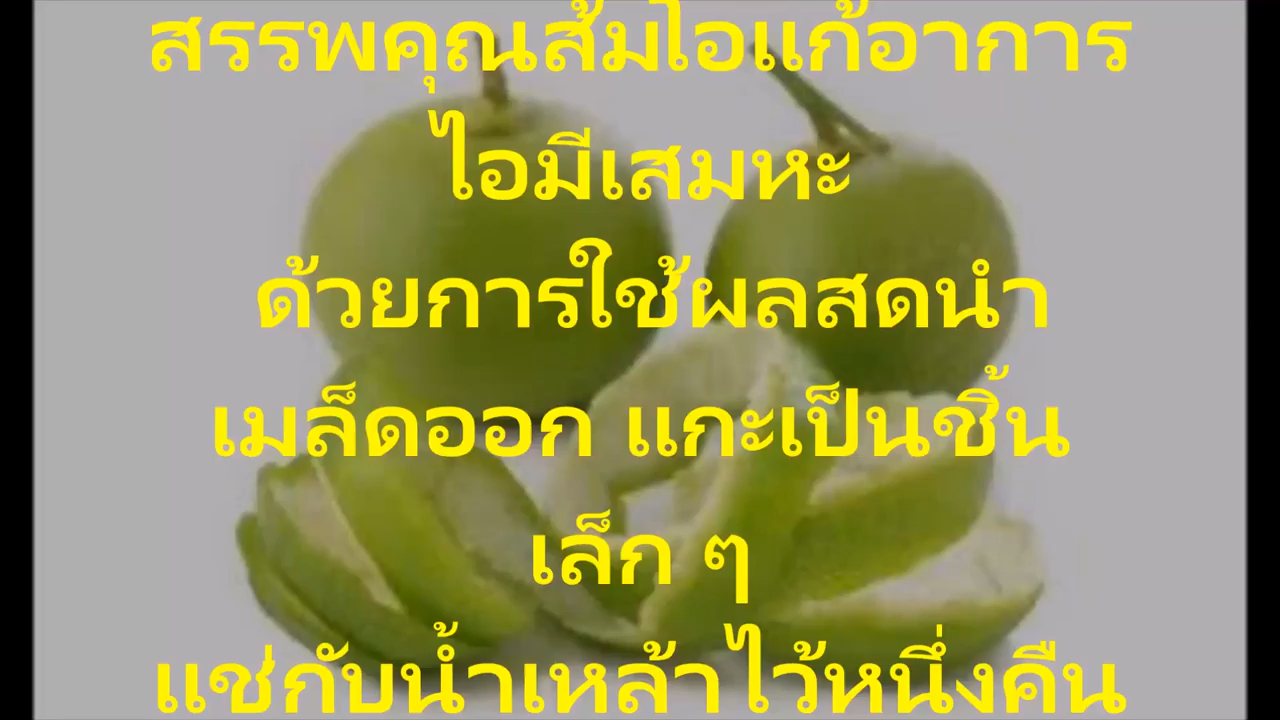 สรรพคุณส้มโอแก้อาการ
ไอมีเสมหะ
ด้วยการใช้ผลสดนำ
เมล็ดออก แกะเป็นชิ้น
เล็ก ๆ
แช่กับน้ำเหล้าไว้หนึ่งคืน